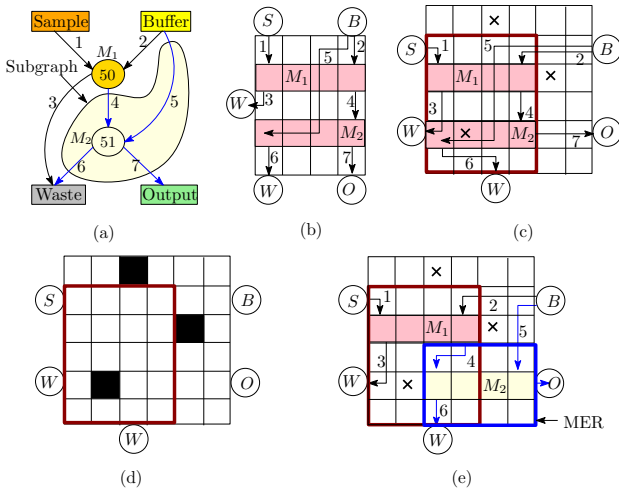 Sample
Buffer
1
M₁
2
50
Subgraph
3
4
5
M₂
51
6
7
Waste
Output
(a)
S
B
1
5
2
M₁
W
3
4
M₂
6
7
W
O
(b)
S
1
5
B
2
M₁
3
4
W
M₂
7
O
6
W
(c)
S
B
W
O
W
(d)
S
1
2
B
M₁
5
3
4
W
M₂
O
6
W
MER
(e)